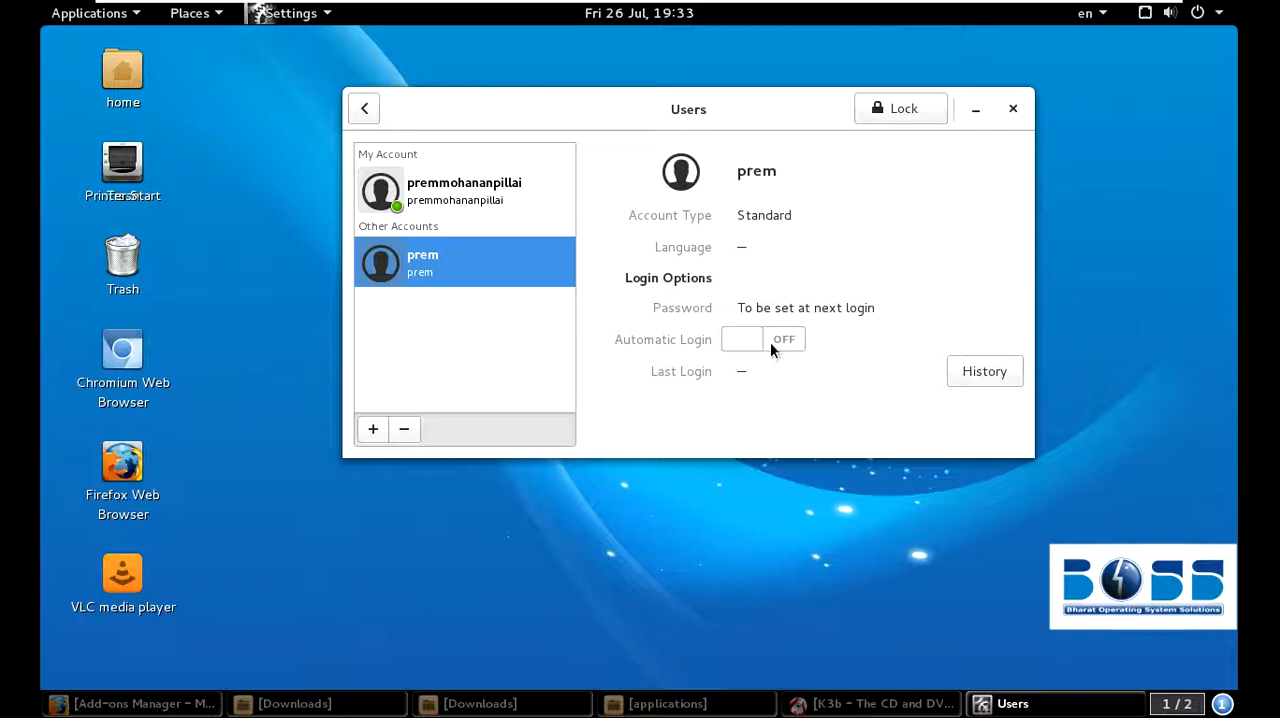 Applications Places Settings Fri 26 Jul, 19:33 en
home
Trash
Chromium Web
Browser
Firefox Web
Browser
VLC media player
Users Lock
My Account
premmohananpillai
premmohananpillai
Other Accounts
prem
prem
prem
Account Type Standard
Language —
Login Options
Password To be set at next login
Automatic Login OFF
Last Login — History
+ −
BOSS
Bharat Operating System Solutions
[Add-ons Manager - M... [Downloads] [Downloads] [applications] [K3b - The CD and DV... Users 1 / 2 1